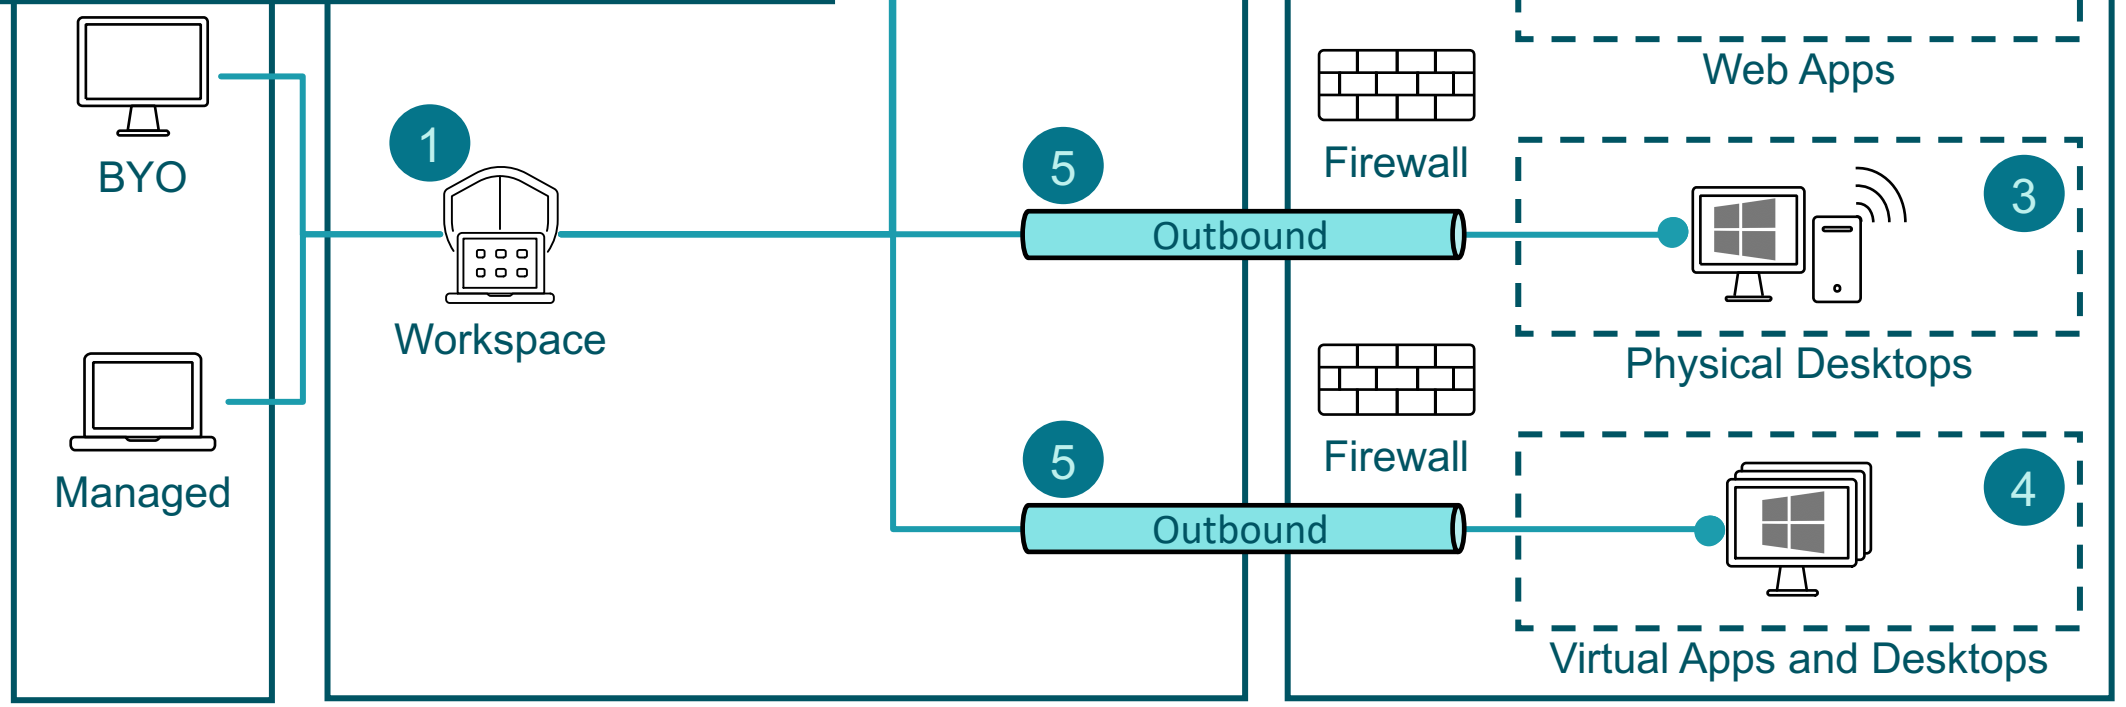 Web Apps
BYO
1
5
Firewall
3
Outbound
Workspace
Physical Desktops
Managed
5
Firewall
4
Outbound
Virtual Apps and Desktops